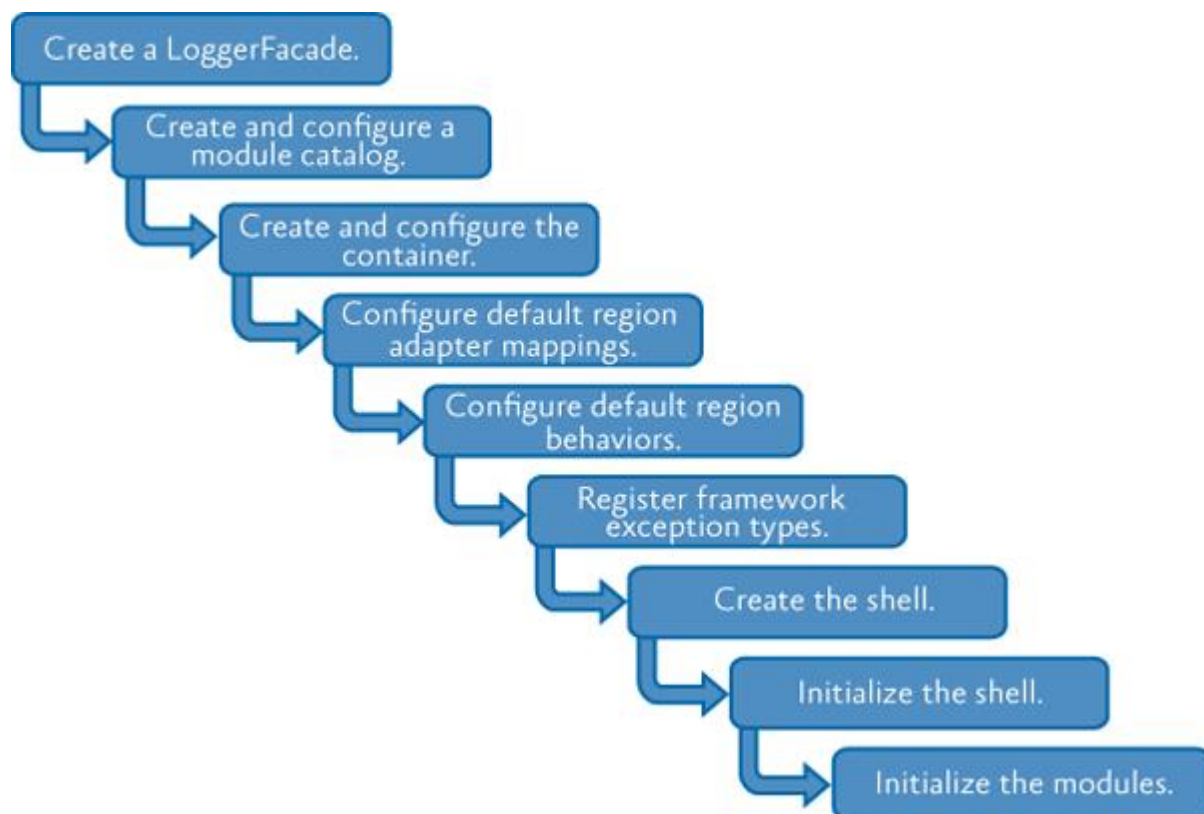 Create a LoggerFacade.
Create and configure a
module catalog.
Create and configure the
container.
Configure default region
adapter mappings.
Configure default region
behaviors.
Register framework
exception types.
Create the shell.
Initialize the shell.
Initialize the modules.